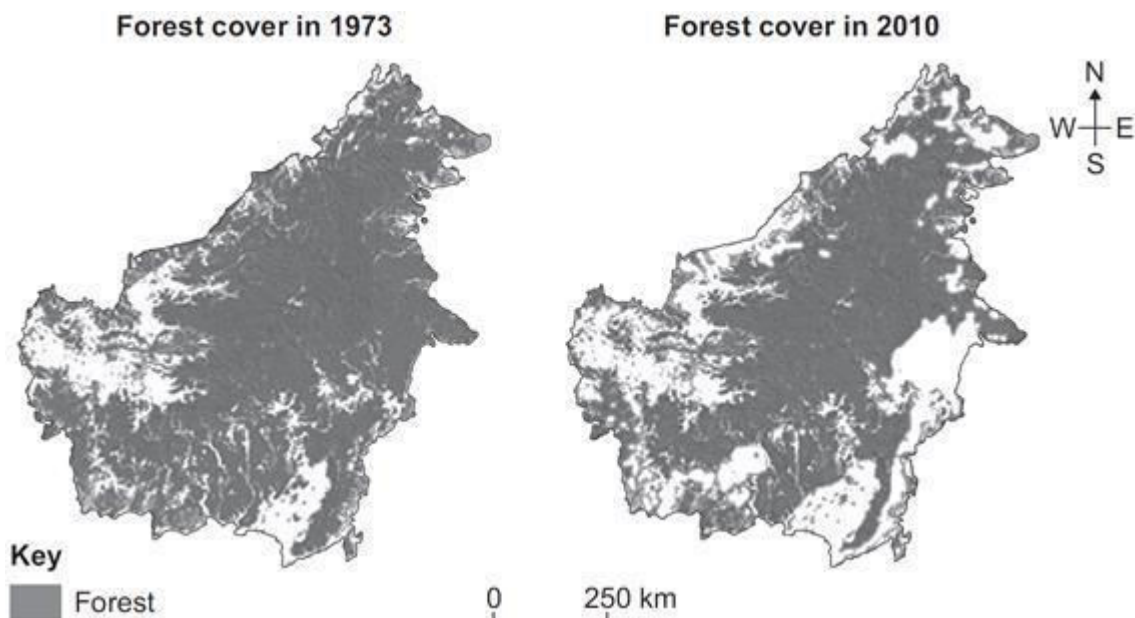 Forest cover in 1973
Forest cover in 2010
N
W E
S
Key
Forest
0 250 km